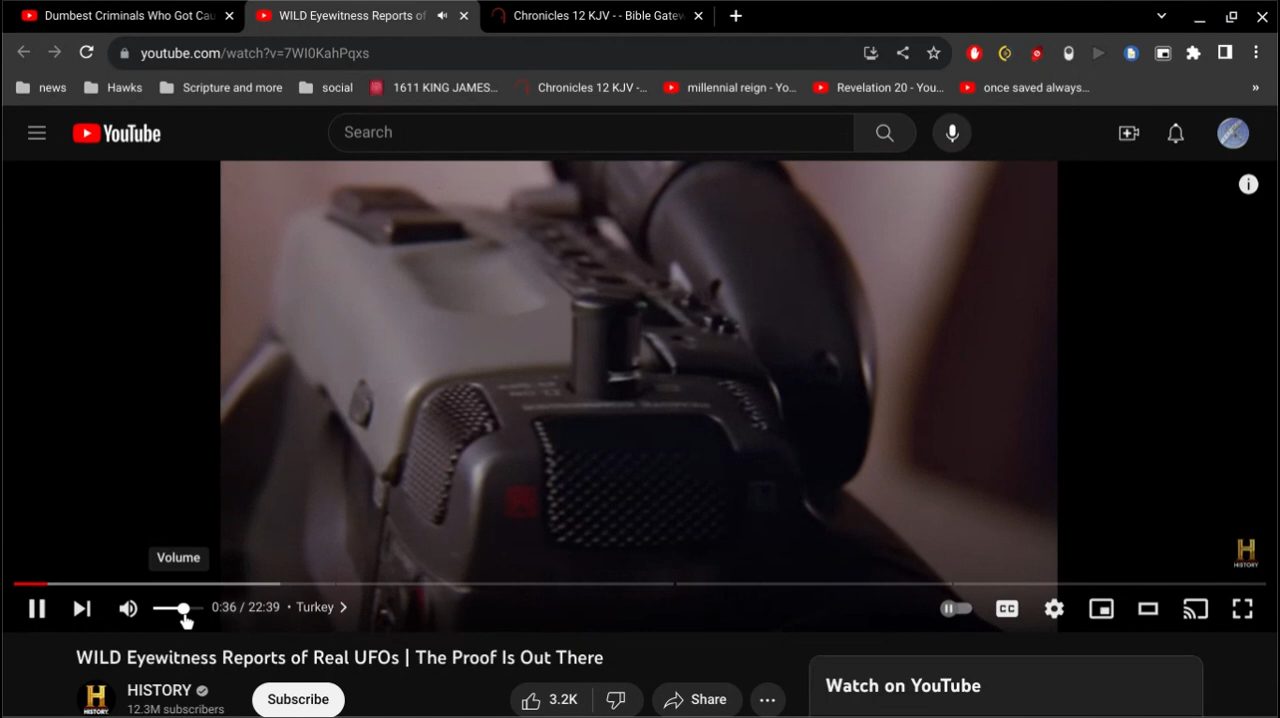 Dumbest Criminals Who Got Cau
WILD Eyewitness Reports of
Chronicles 12 KJV - - Bible Gatew
youtube.com/watch?v=7WI0KahPqxs
news
Hawks
Scripture and more
social
1611 KING JAMES...
Chronicles 12 KJV -...
millennial reign - Yo...
Revelation 20 - You...
once saved always...
»
YouTube
Search
H
HISTORY
Volume
0:36 / 22:39 • Turkey
CC
WILD Eyewitness Reports of Real UFOs | The Proof Is Out There
H
HISTORY
HISTORY
12.3M subscribers
Subscribe
3.2K
Share
Watch on YouTube